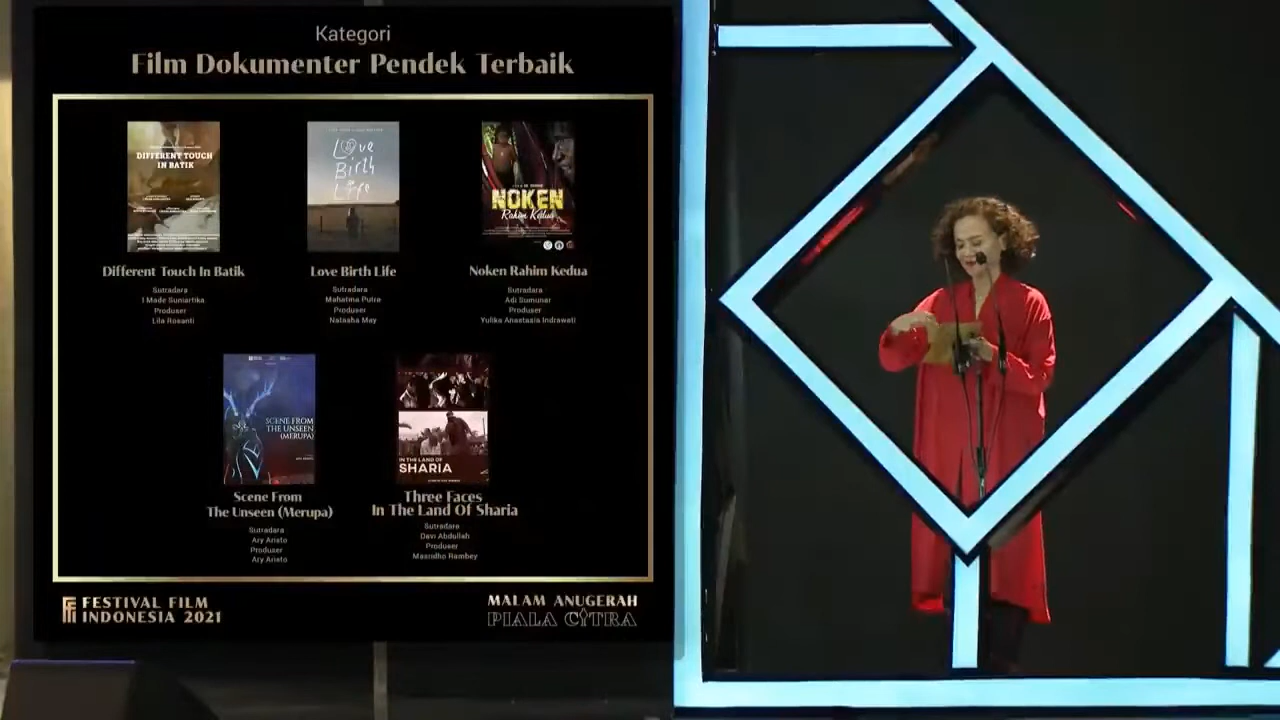 Kategori
Film Dokumenter Pendek Terbaik
DIFFERENT TOUCH
IN BATIK
Love
Birth
Life
NOKEN
Rahim Kedua
Different Touch In Batik
Sutradara
I Made Suniartika
Produser
Lila Rosanti
Love Birth Life
Sutradara
Mahatma Putra
Produser
Natasha May
Noken Rahim Kedua
Sutradara
Adi Sumunar
Produser
Yulika Anastasia Indrawati
SCENE FROM
THE UNSEEN
(MERUPA)
IN THE LAND OF
SHARIA
Scene From
The Unseen (Merupa)
Sutradara
Ary Aristo
Produser
Ary Aristo
Three Faces
In The Land Of Sharia
Sutradara
Davi Abdullah
Produser
Masridho Rambey
FESTIVAL FILM
INDONESIA 2021
MALAM ANUGERAH
PIALA CITRA